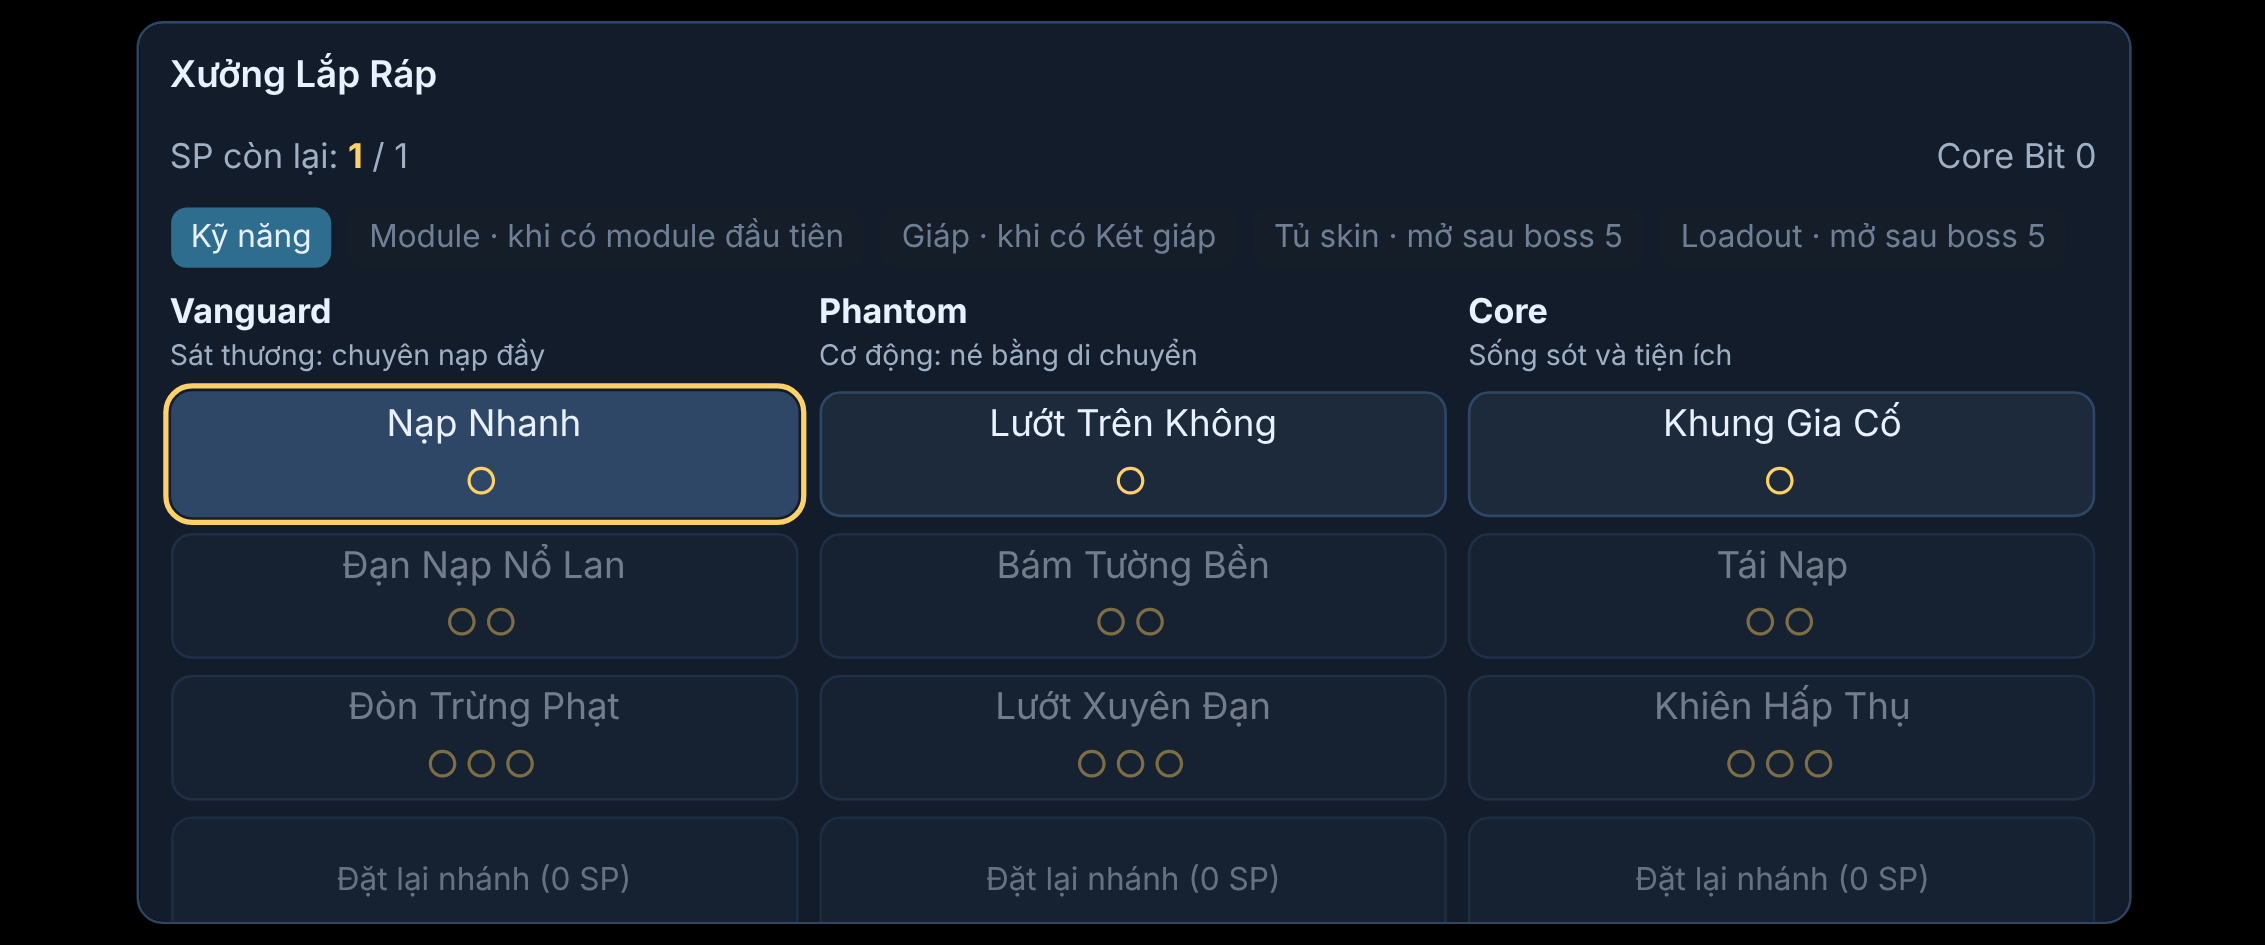 Xưởng Lắp Ráp
SP còn lại: 1 / 1
Core Bit 0
Kỹ năng
Module · khi có module đầu tiên
Giáp · khi có Két giáp
Tủ skin · mở sau boss 5
Loadout · mở sau boss 5
Vanguard
Sát thương: chuyên nạp đầy
Phantom
Cơ động: né bằng di chuyển
Core
Sống sót và tiện ích
Nạp Nhanh
Lướt Trên Không
Khung Gia Cố
Đạn Nạp Nổ Lan
Bám Tường Bền
Tái Nạp
Đòn Trừng Phạt
Lướt Xuyên Đạn
Khiên Hấp Thụ
Đặt lại nhánh (0 SP)
Đặt lại nhánh (0 SP)
Đặt lại nhánh (0 SP)